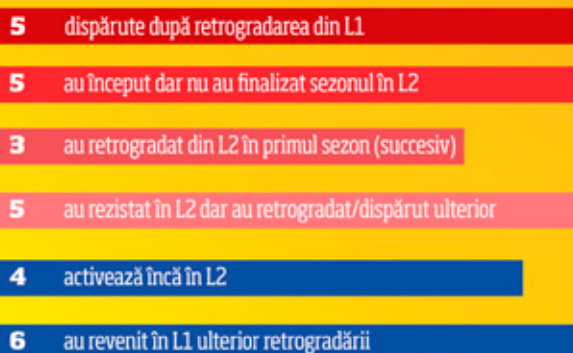 5 dispărute după retrogradarea din L1
5 au început dar nu au finalizat sezonul în L2
3 au retrogradat din L2 în primul sezon (succesiv)
5 au rezistat în L2 dar au retrogradat/dispărut ulterior
4 activează încă în L2
6 au revenit în L1 ulterior retrogradării